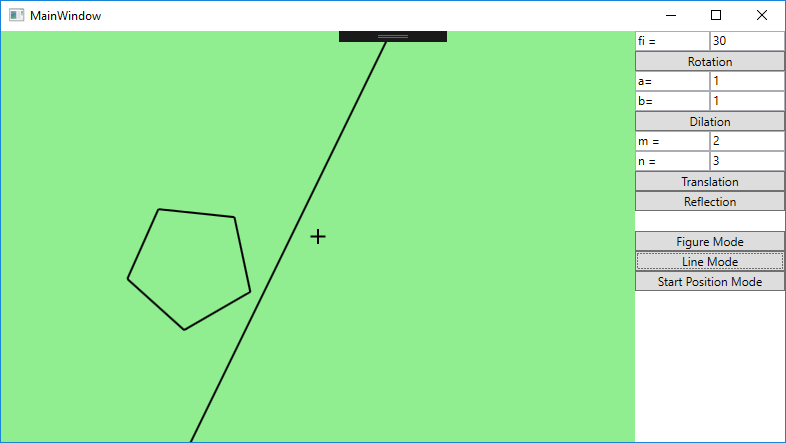 MainWindow
fi = 30
Rotation
a= 1
b= 1
Dilation
m = 2
n = 3
Translation
Reflection
Figure Mode
Line Mode
Start Position Mode